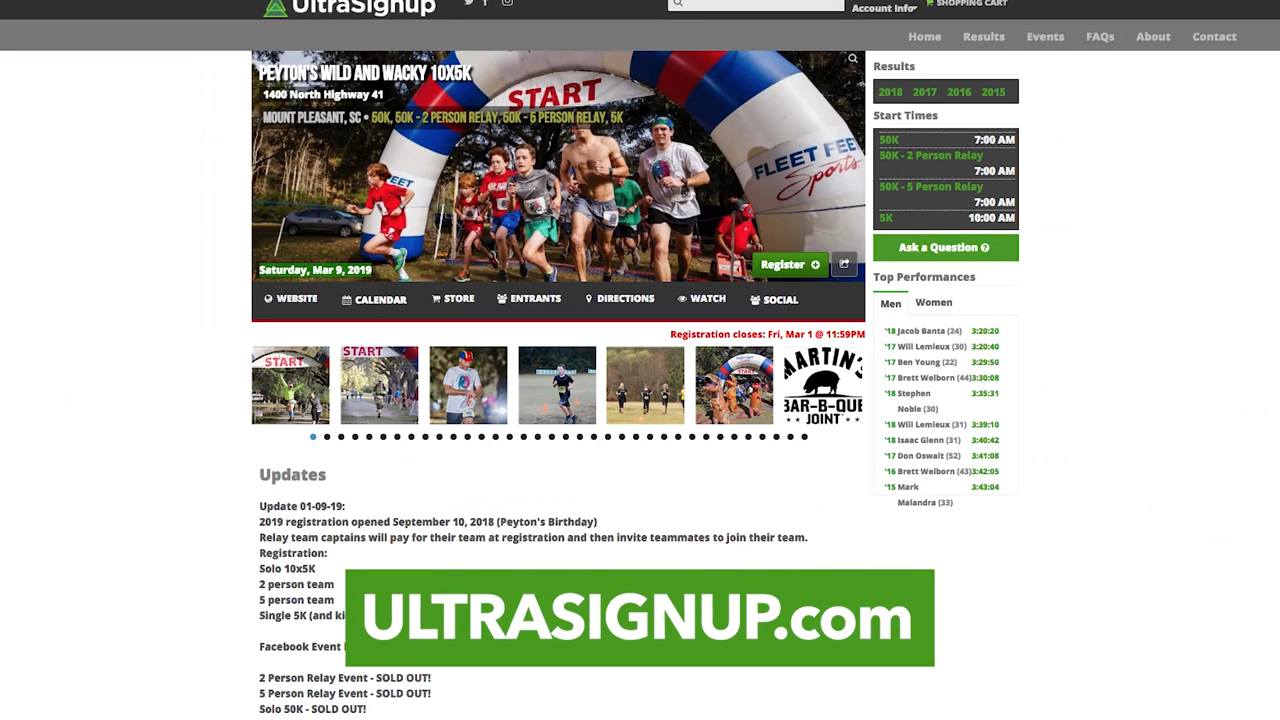 UltraSignup
Account Info
SHOPPING CART
Home Results Events FAQs About Contact
PEYTON'S WILD AND WACKY 10X5K
1400 North Highway 41
MOUNT PLEASANT, SC • 50K, 50K - 2 PERSON RELAY, 50K - 5 PERSON RELAY, 5K
START
FLEET FEET
Sports
Saturday, Mar 9, 2019
Register
WEBSITE CALENDAR STORE ENTRANTS DIRECTIONS WATCH SOCIAL
Registration closes: Fri, Mar 1 @ 11:59PM
START
START
START
MARTIN'S
BAR-B-QUE
JOINT
Results
2018 2017 2016 2015
Start Times
50K 7:00 AM
50K - 2 Person Relay
7:00 AM
50K - 5 Person Relay
7:00 AM
5K 10:00 AM
Ask a Question
Top Performances
Men Women
'18 Jacob Banta (24) 3:20:20
'17 Will Lemieux (30) 3:20:40
'17 Ben Young (22) 3:29:50
'17 Brett Welborn (44) 3:30:08
'18 Stephen 3:35:31
Noble (30)
'18 Will Lemieux (31) 3:39:10
'18 Isaac Glenn (31) 3:40:42
'17 Don Oswalt (52) 3:41:08
'16 Brett Welborn (43) 3:42:05
'15 Mark 3:43:04
Malandra (33)
Updates
Update 01-09-19:
2019 registration opened September 10, 2018 (Peyton's Birthday)
Relay team captains will pay for their team at registration and then invite teammates to join their team.
Registration:
Solo 10x5K
2 person team
5 person team
Single 5K (and ki
Facebook Event
ULTRASIGNUP.com
2 Person Relay Event - SOLD OUT!
5 Person Relay Event - SOLD OUT!
Solo 50K - SOLD OUT!